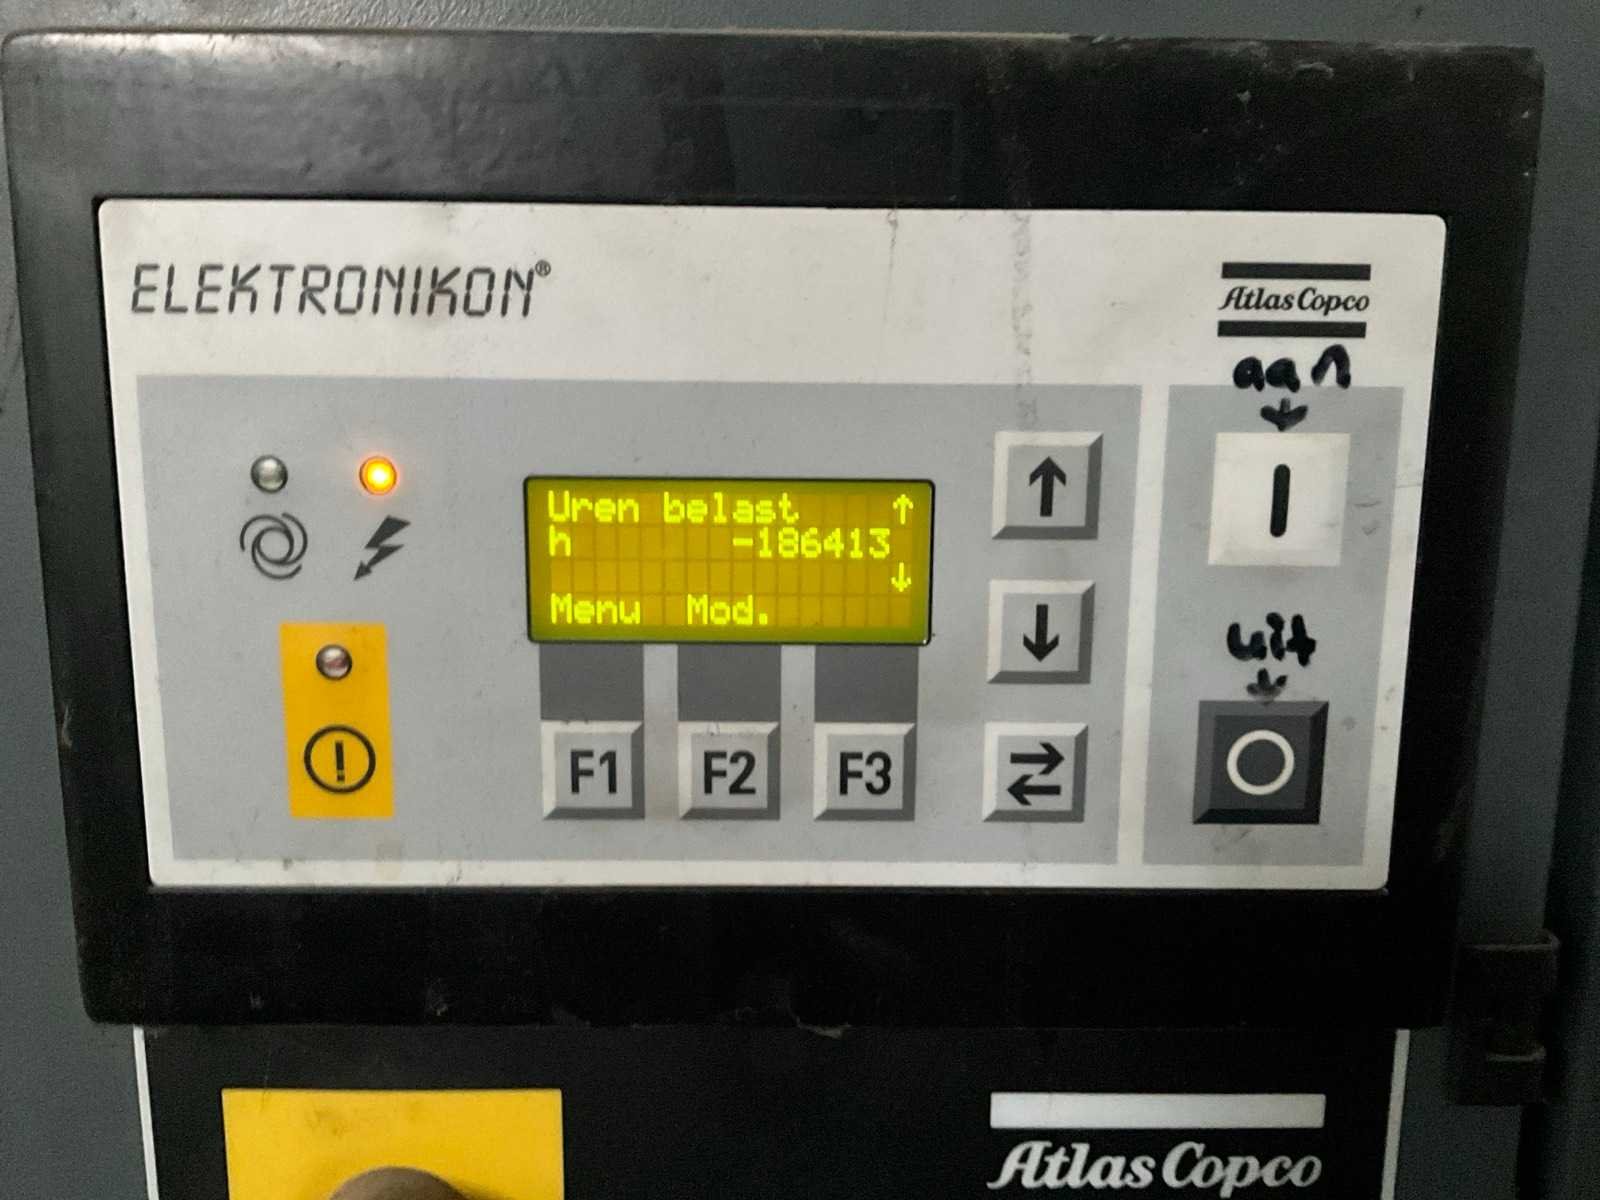 ELEKTRONIKON®
Atlas Copco
aan
Uren belast ↑
h -186413
↓
Menu Mod.
uit
F1 F2 F3
Atlas Copco